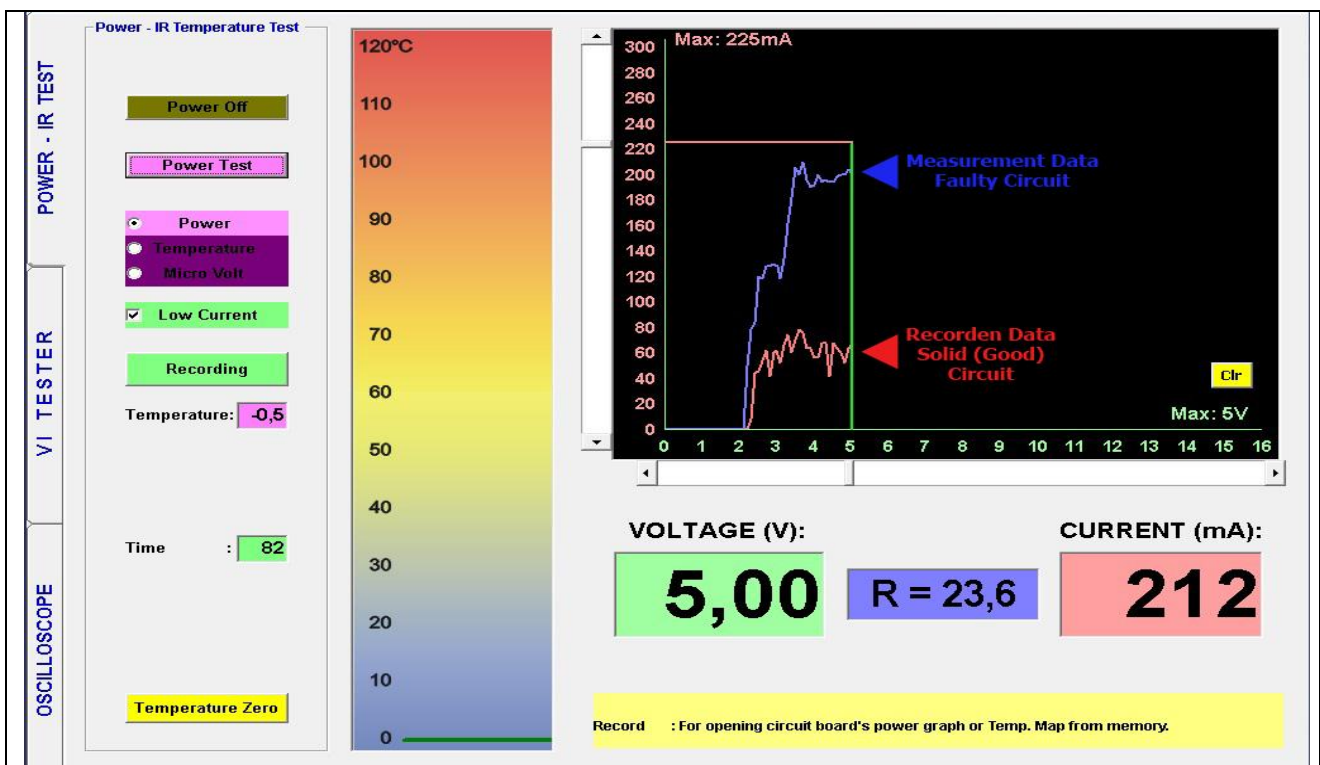 POWER - IR TEST
VI TESTER
OSCILLOSCOPE
Power - IR Temperature Test
Power Off
Power Test
Power
Temperature
Micro Volt
Low Current
Recording
Temperature: -0,5
Time : 82
Temperature Zero
120°C
110
100
90
80
70
60
50
40
30
20
10
0
Max: 225mA
300
280
260
240
220
200
180
160
140
120
100
80
60
40
20
0
0 1 2 3 4 5 6 7 8 9 10 11 12 13 14 15 16
Measurement Data
Faulty Circuit
Recorden Data
Solid (Good)
Circuit
Clr
Max: 5V
VOLTAGE (V):
5,00
R = 23,6
CURRENT (mA):
212
Record : For opening circuit board's power graph or Temp. Map from memory.